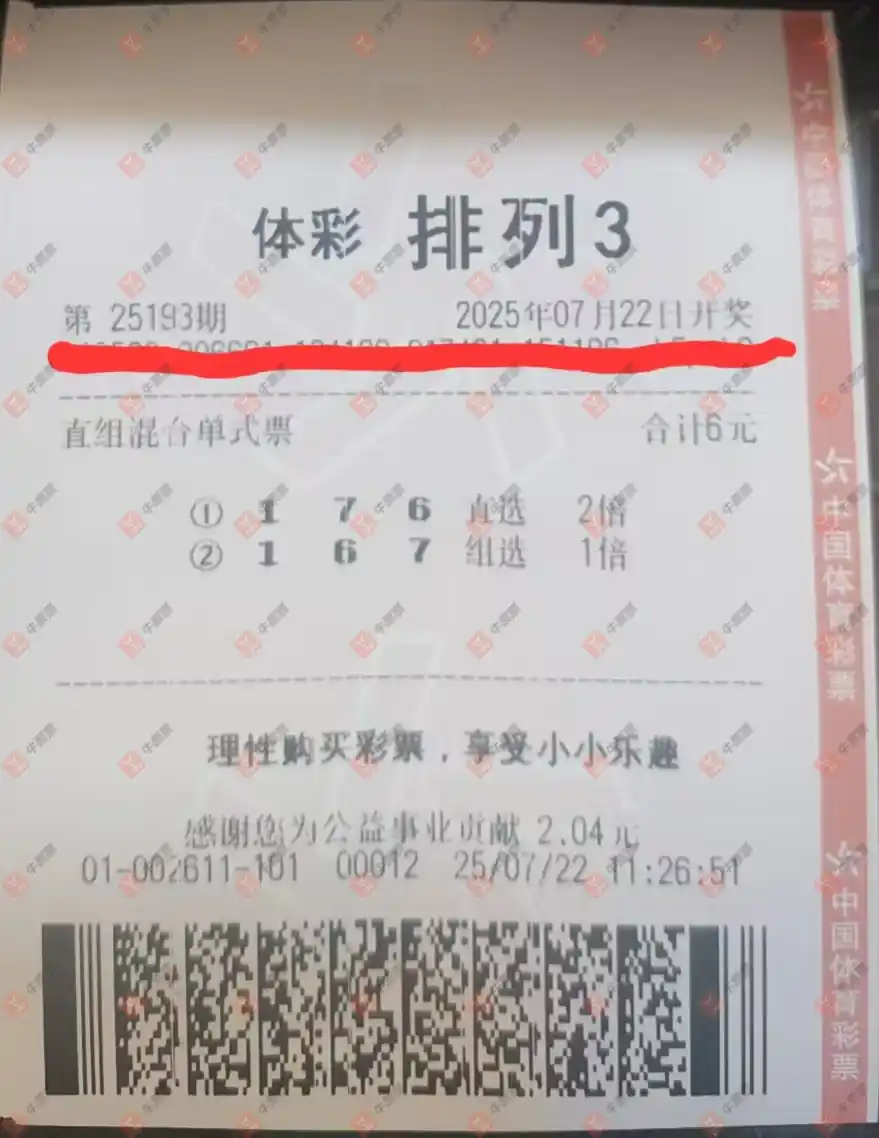 体彩 排列3
第 25193期 2025年07月22日开奖
直组混合单式票 合计6元
① 1 7 6 直选 2倍
② 1 6 7 组选 1倍
理性购买彩票，享受小小乐趣
感谢您为公益事业贡献 2.04元
01-002611-101 00012 25/07/22 11:26:51
中国体育彩票
中国体育彩票
中国体育彩票
牛票票